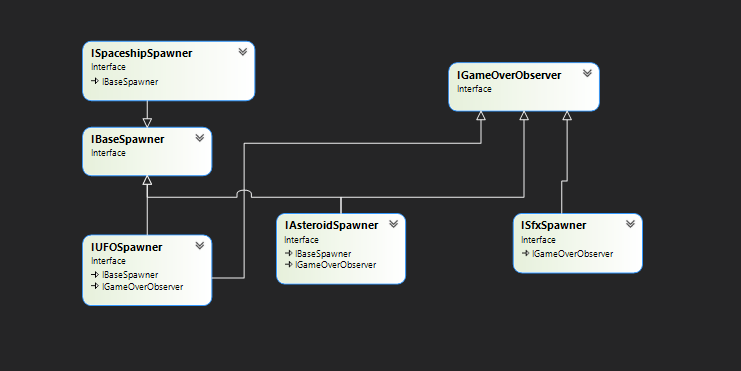 ISpaceshipSpawner
Interface
IBaseSpawner
IGameOverObserver
Interface
IBaseSpawner
Interface
IUFOSpawner
Interface
IBaseSpawner
IGameOverObserver
IAsteroidSpawner
Interface
IBaseSpawner
IGameOverObserver
ISfxSpawner
Interface
IGameOverObserver